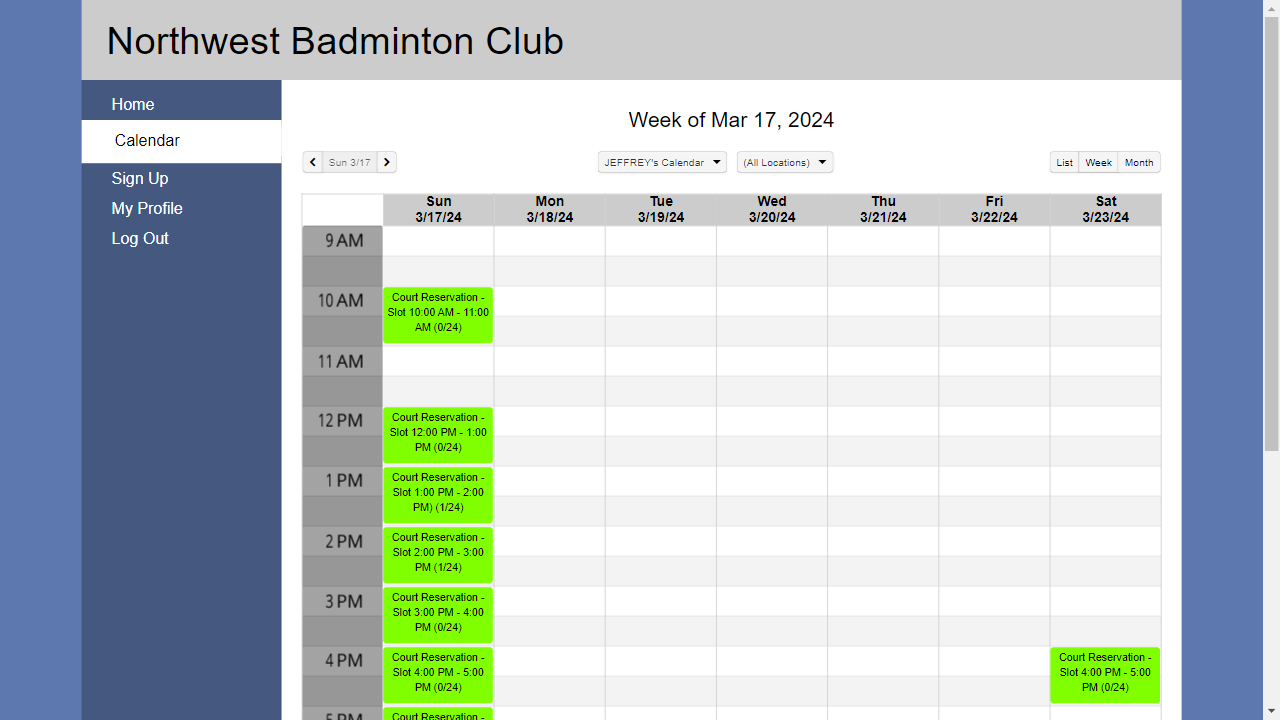 Northwest Badminton Club
Home
Calendar
Sign Up
My Profile
Log Out
Week of Mar 17, 2024
Sun 3/17
JEFFREY's Calendar
(All Locations)
List Week Month
Sun 3/17/24
Mon 3/18/24
Tue 3/19/24
Wed 3/20/24
Thu 3/21/24
Fri 3/22/24
Sat 3/23/24
9 AM
10 AM
Court Reservation -
Slot 10:00 AM - 11:00
AM (0/24)
11 AM
12 PM
Court Reservation -
Slot 12:00 PM - 1:00
PM (0/24)
1 PM
Court Reservation -
Slot 1:00 PM - 2:00
PM) (1/24)
2 PM
Court Reservation -
Slot 2:00 PM - 3:00
PM (1/24)
3 PM
Court Reservation -
Slot 3:00 PM - 4:00
PM (0/24)
4 PM
Court Reservation -
Slot 4:00 PM - 5:00
PM (0/24)
Court Reservation -
Slot 4:00 PM - 5:00
PM (0/24)
5 PM
Court Reservation -